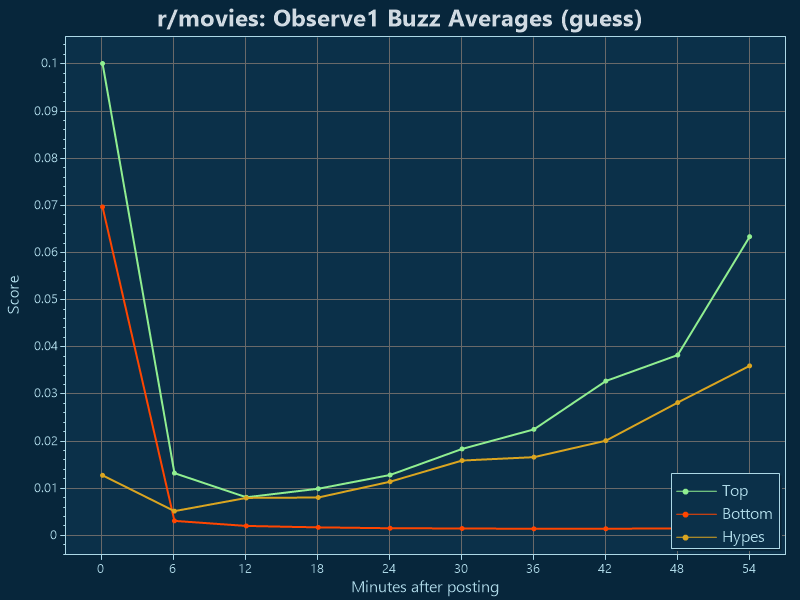 r/movies: Observe1 Buzz Averages (guess)
0.1
0.09
0.08
0.07
0.06
0.05
0.04
0.03
0.02
0.01
0
Score
0 6 12 18 24 30 36 42 48 54
Minutes after posting
Top
Bottom
Hypes